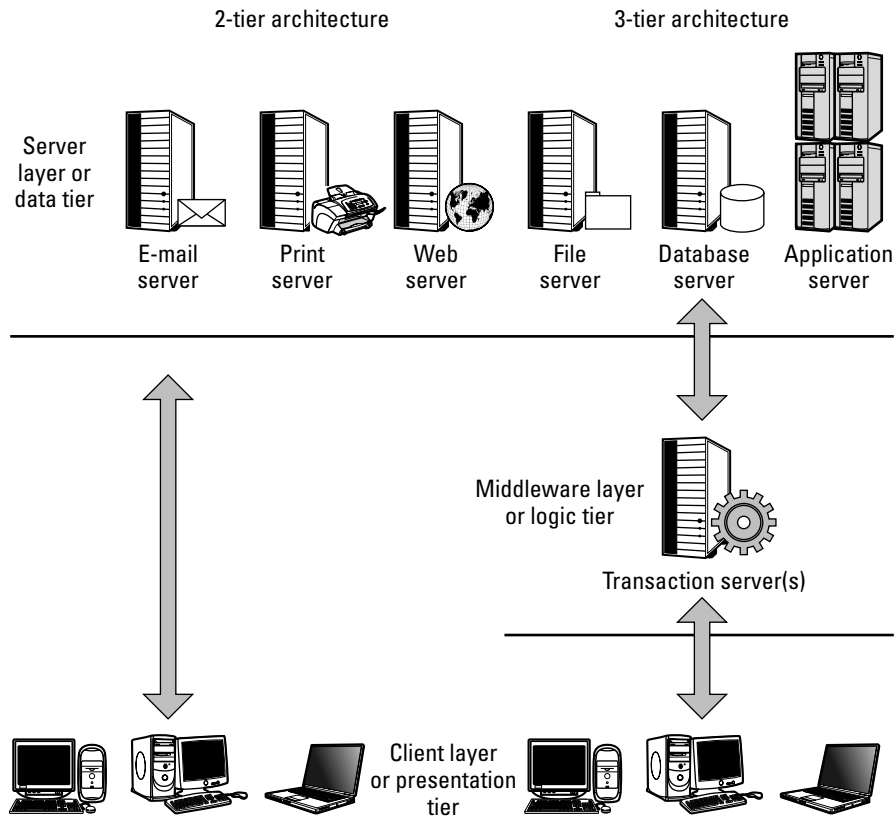 2-tier architecture
3-tier architecture
Server
layer or
data tier
E-mail
server
Print
server
Web
server
File
server
Database
server
Application
server
Middleware layer
or logic tier
Transaction server(s)
Client layer
or presentation
tier